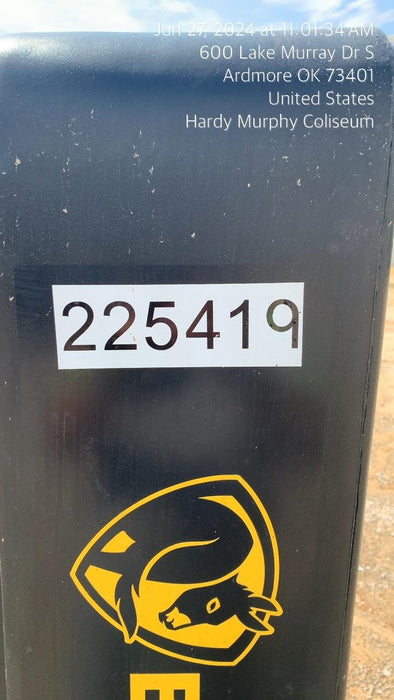 Jun 27, 2024 at 11:01:34 AM
600 Lake Murray Dr S
Ardmore OK 73401
United States
Hardy Murphy Coliseum
225419
E